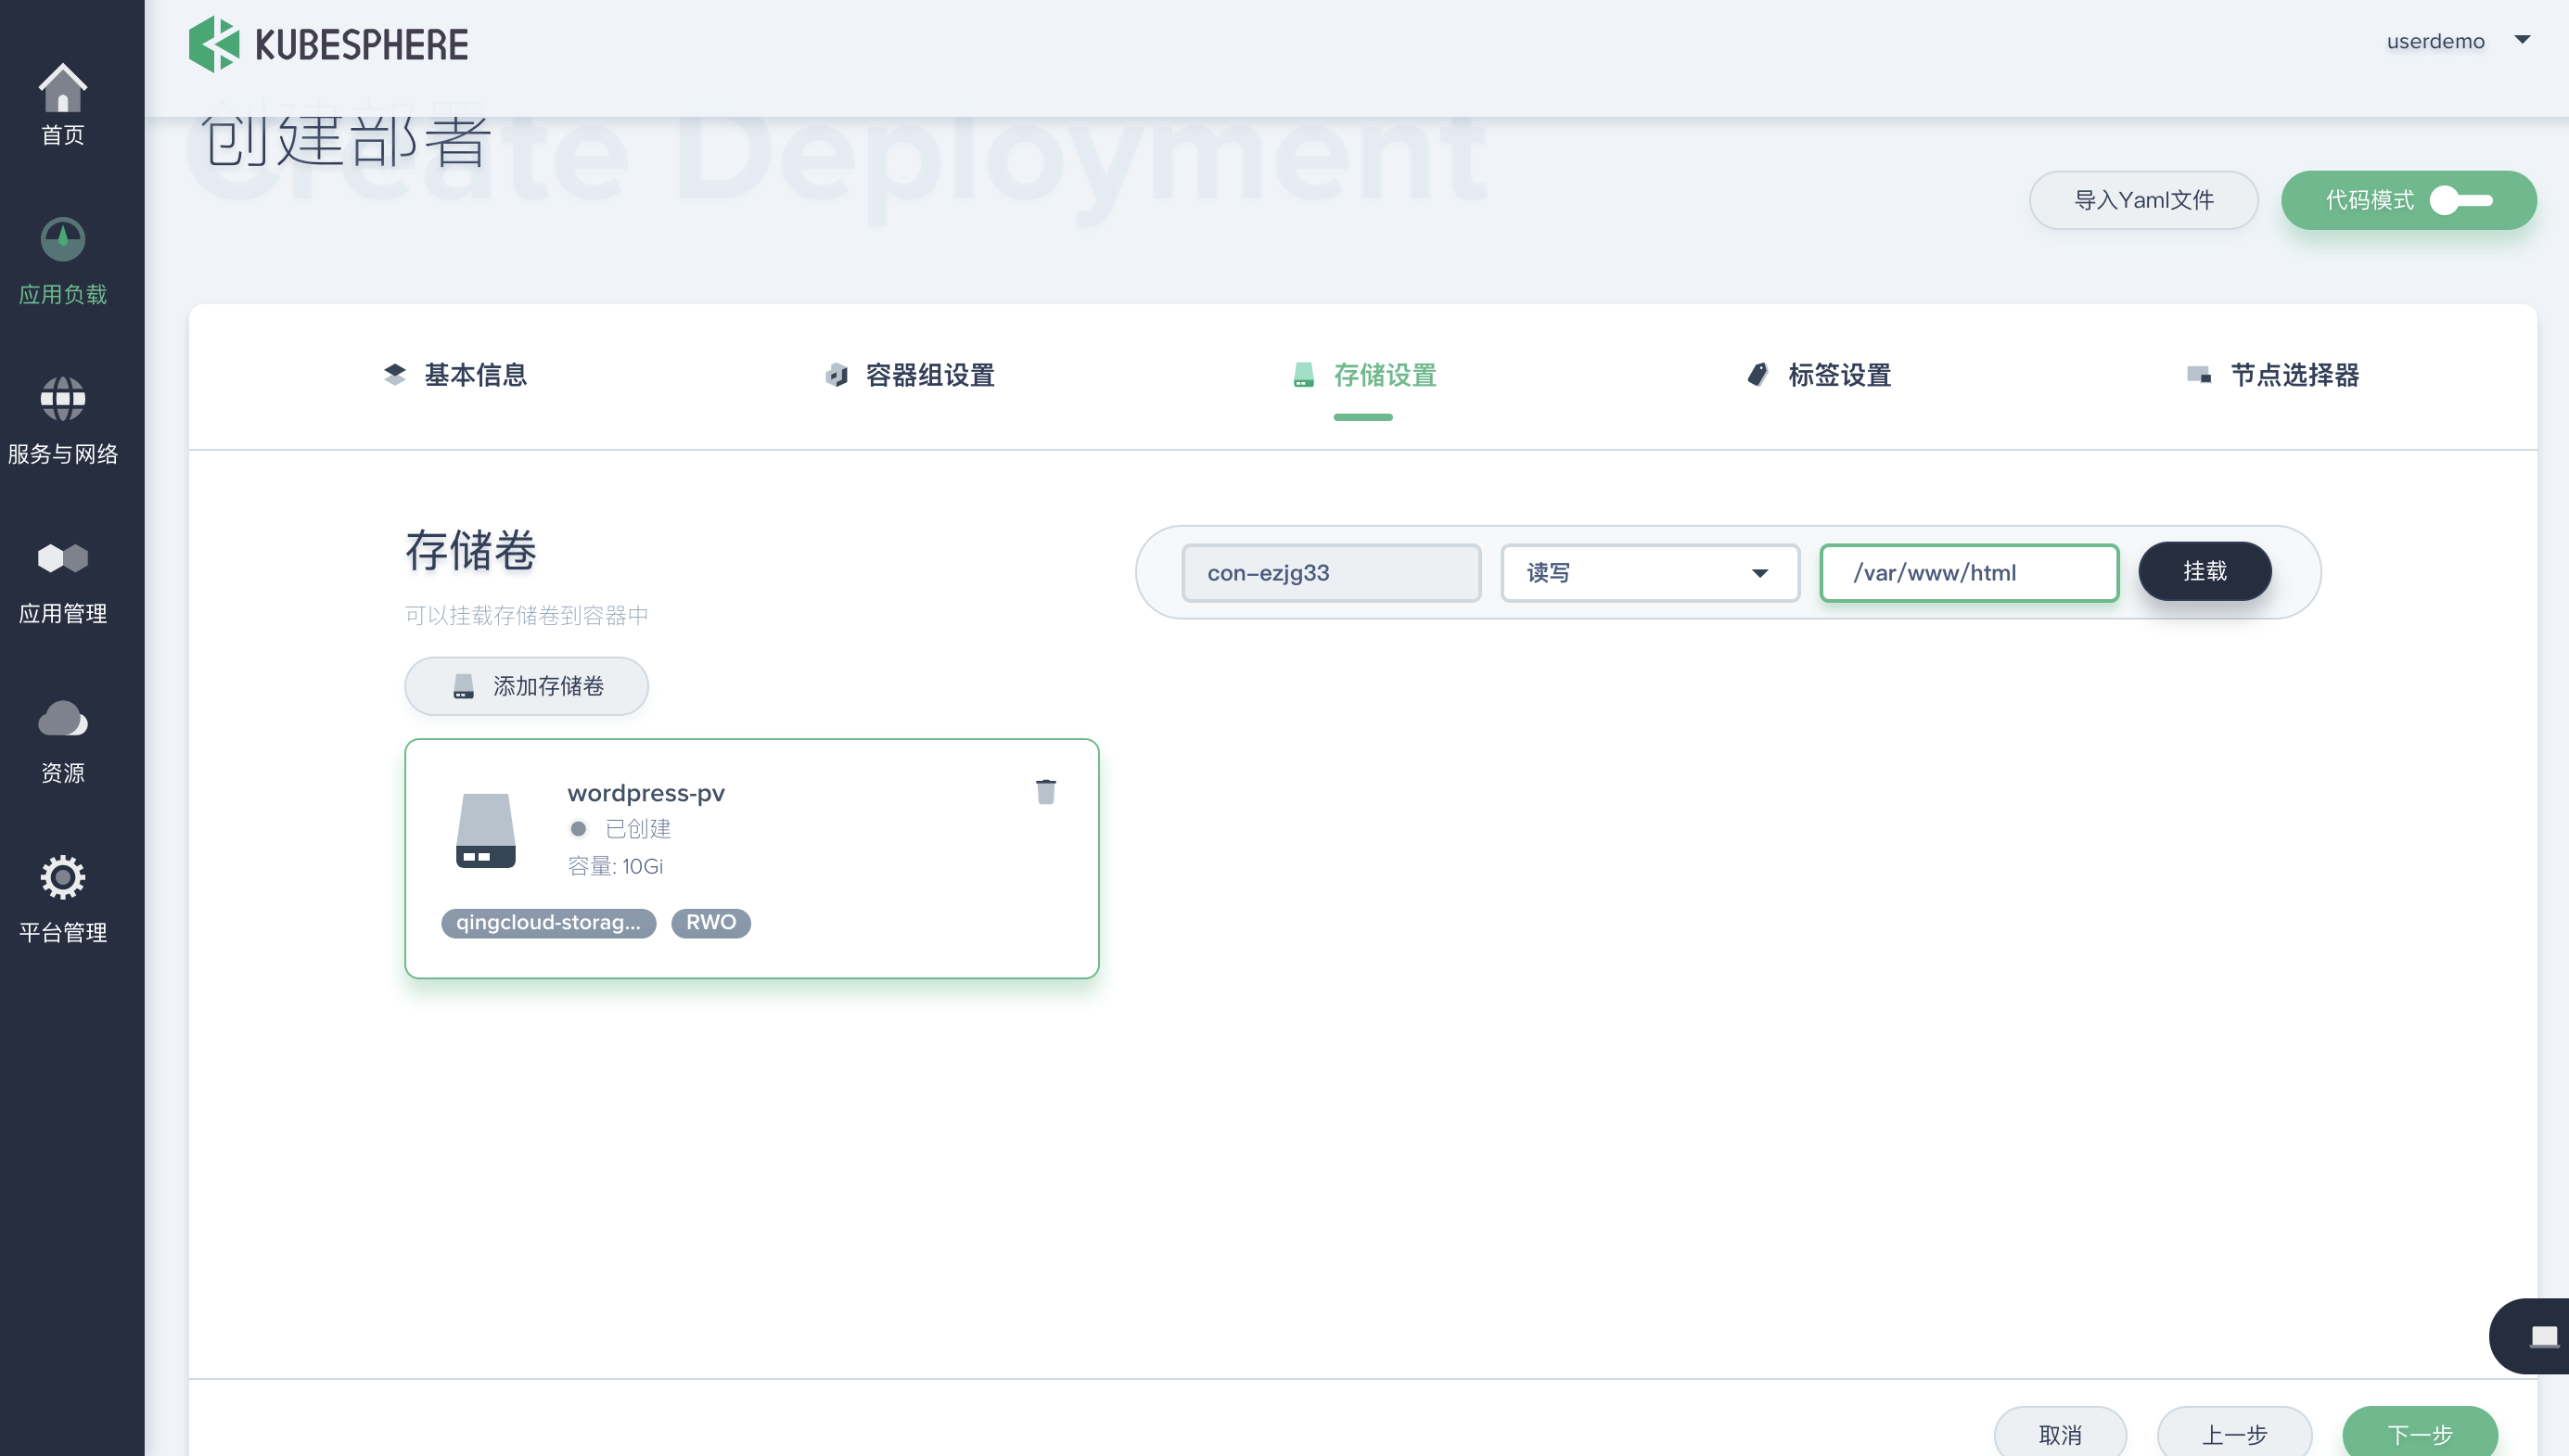 KUBESPHERE
userdemo
首页
应用负载
服务与网络
应用管理
资源
平台管理
Create Deployment
创建部署
导入Yaml文件
代码模式
基本信息
容器组设置
存储设置
标签设置
节点选择器
存储卷
可以挂载存储卷到容器中
添加存储卷
wordpress-pv
已创建
容量: 10Gi
qingcloud-storag...
RWO
con-ezjg33
读写
/var/www/html
挂载
取消
上一步
下一步